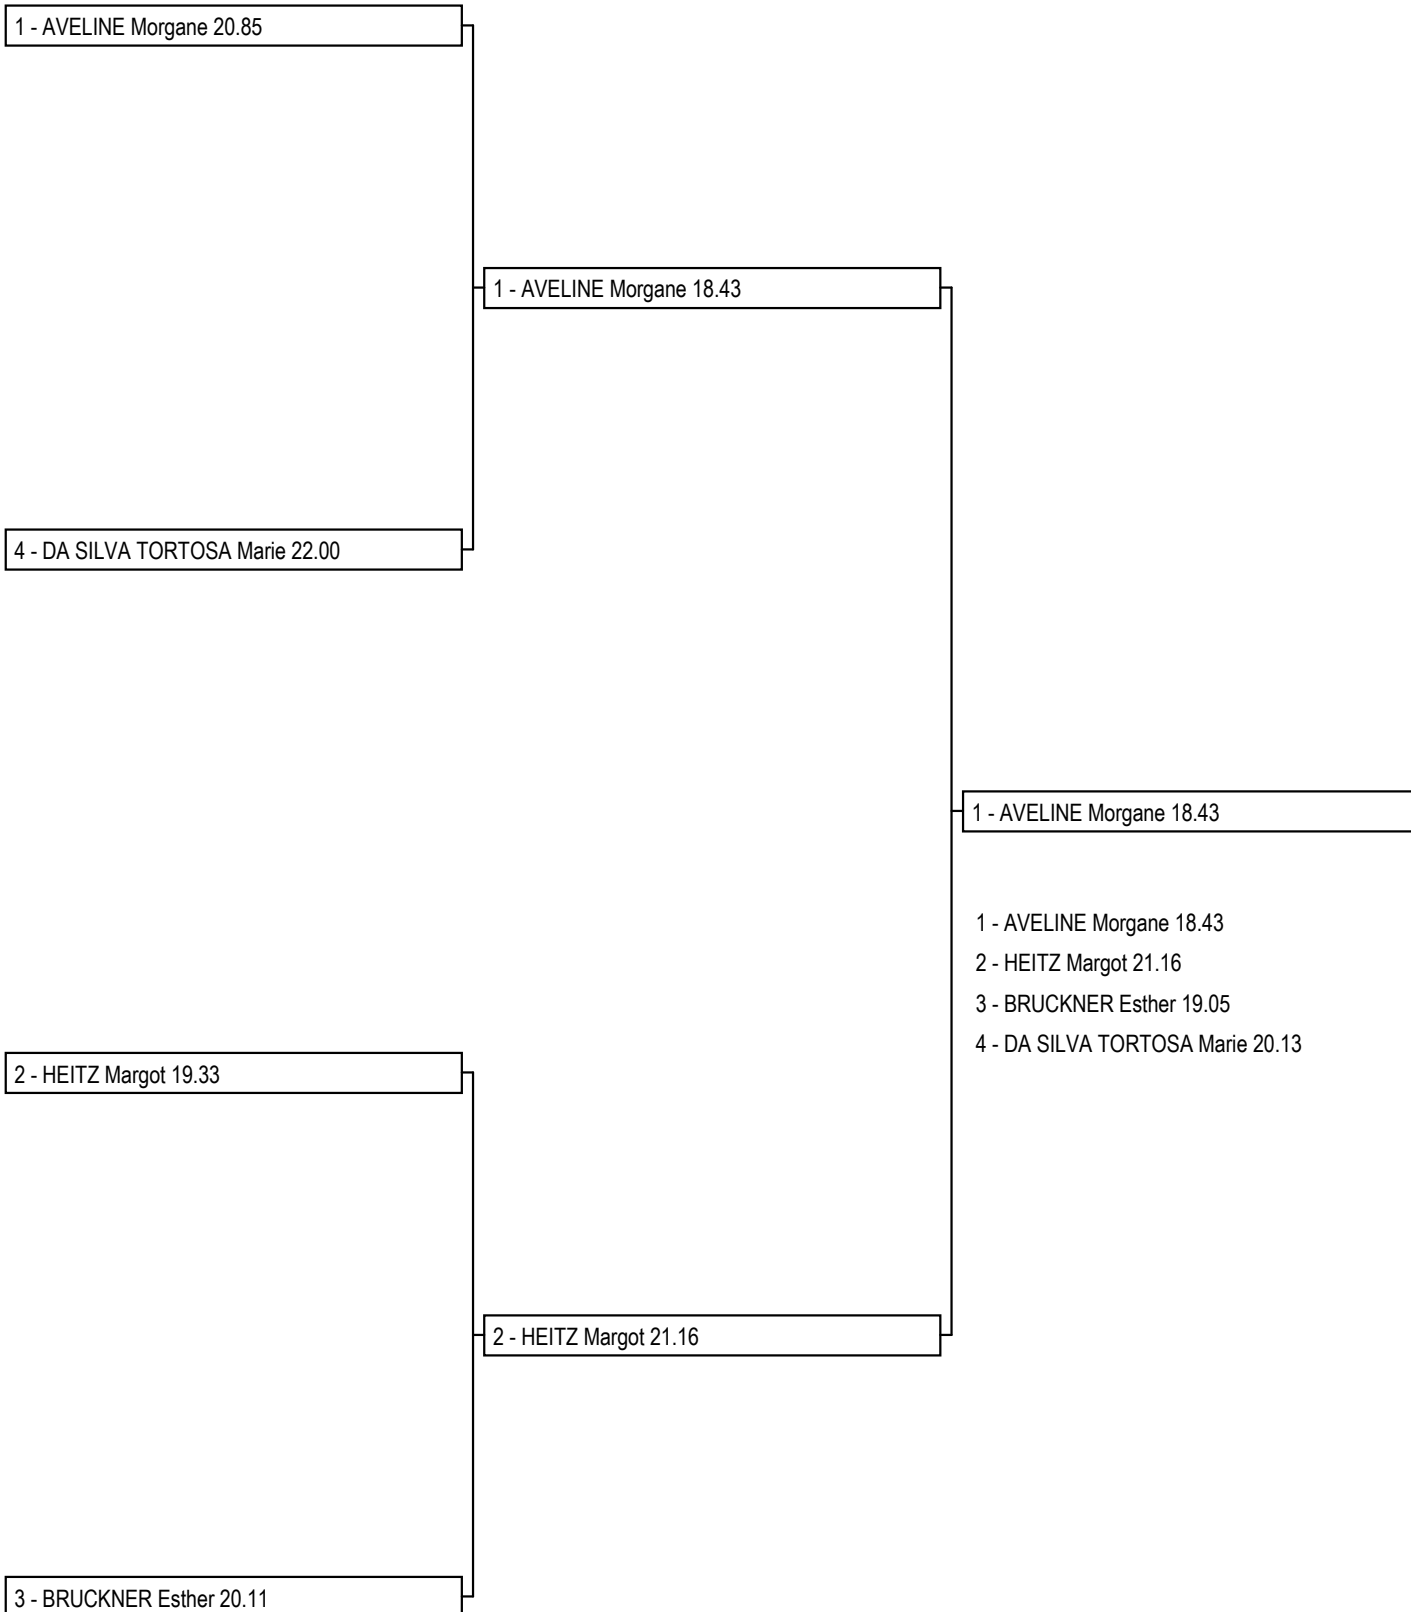 1 - AVELINE Morgane 20.85
1 - AVELINE Morgane 18.43
4 - DA SILVA TORTOSA Marie 22.00
1 - AVELINE Morgane 18.43
1 - AVELINE Morgane 18.43
2 - HEITZ Margot 21.16
3 - BRUCKNER Esther 19.05
4 - DA SILVA TORTOSA Marie 20.13
2 - HEITZ Margot 19.33
2 - HEITZ Margot 21.16
3 - BRUCKNER Esther 20.11